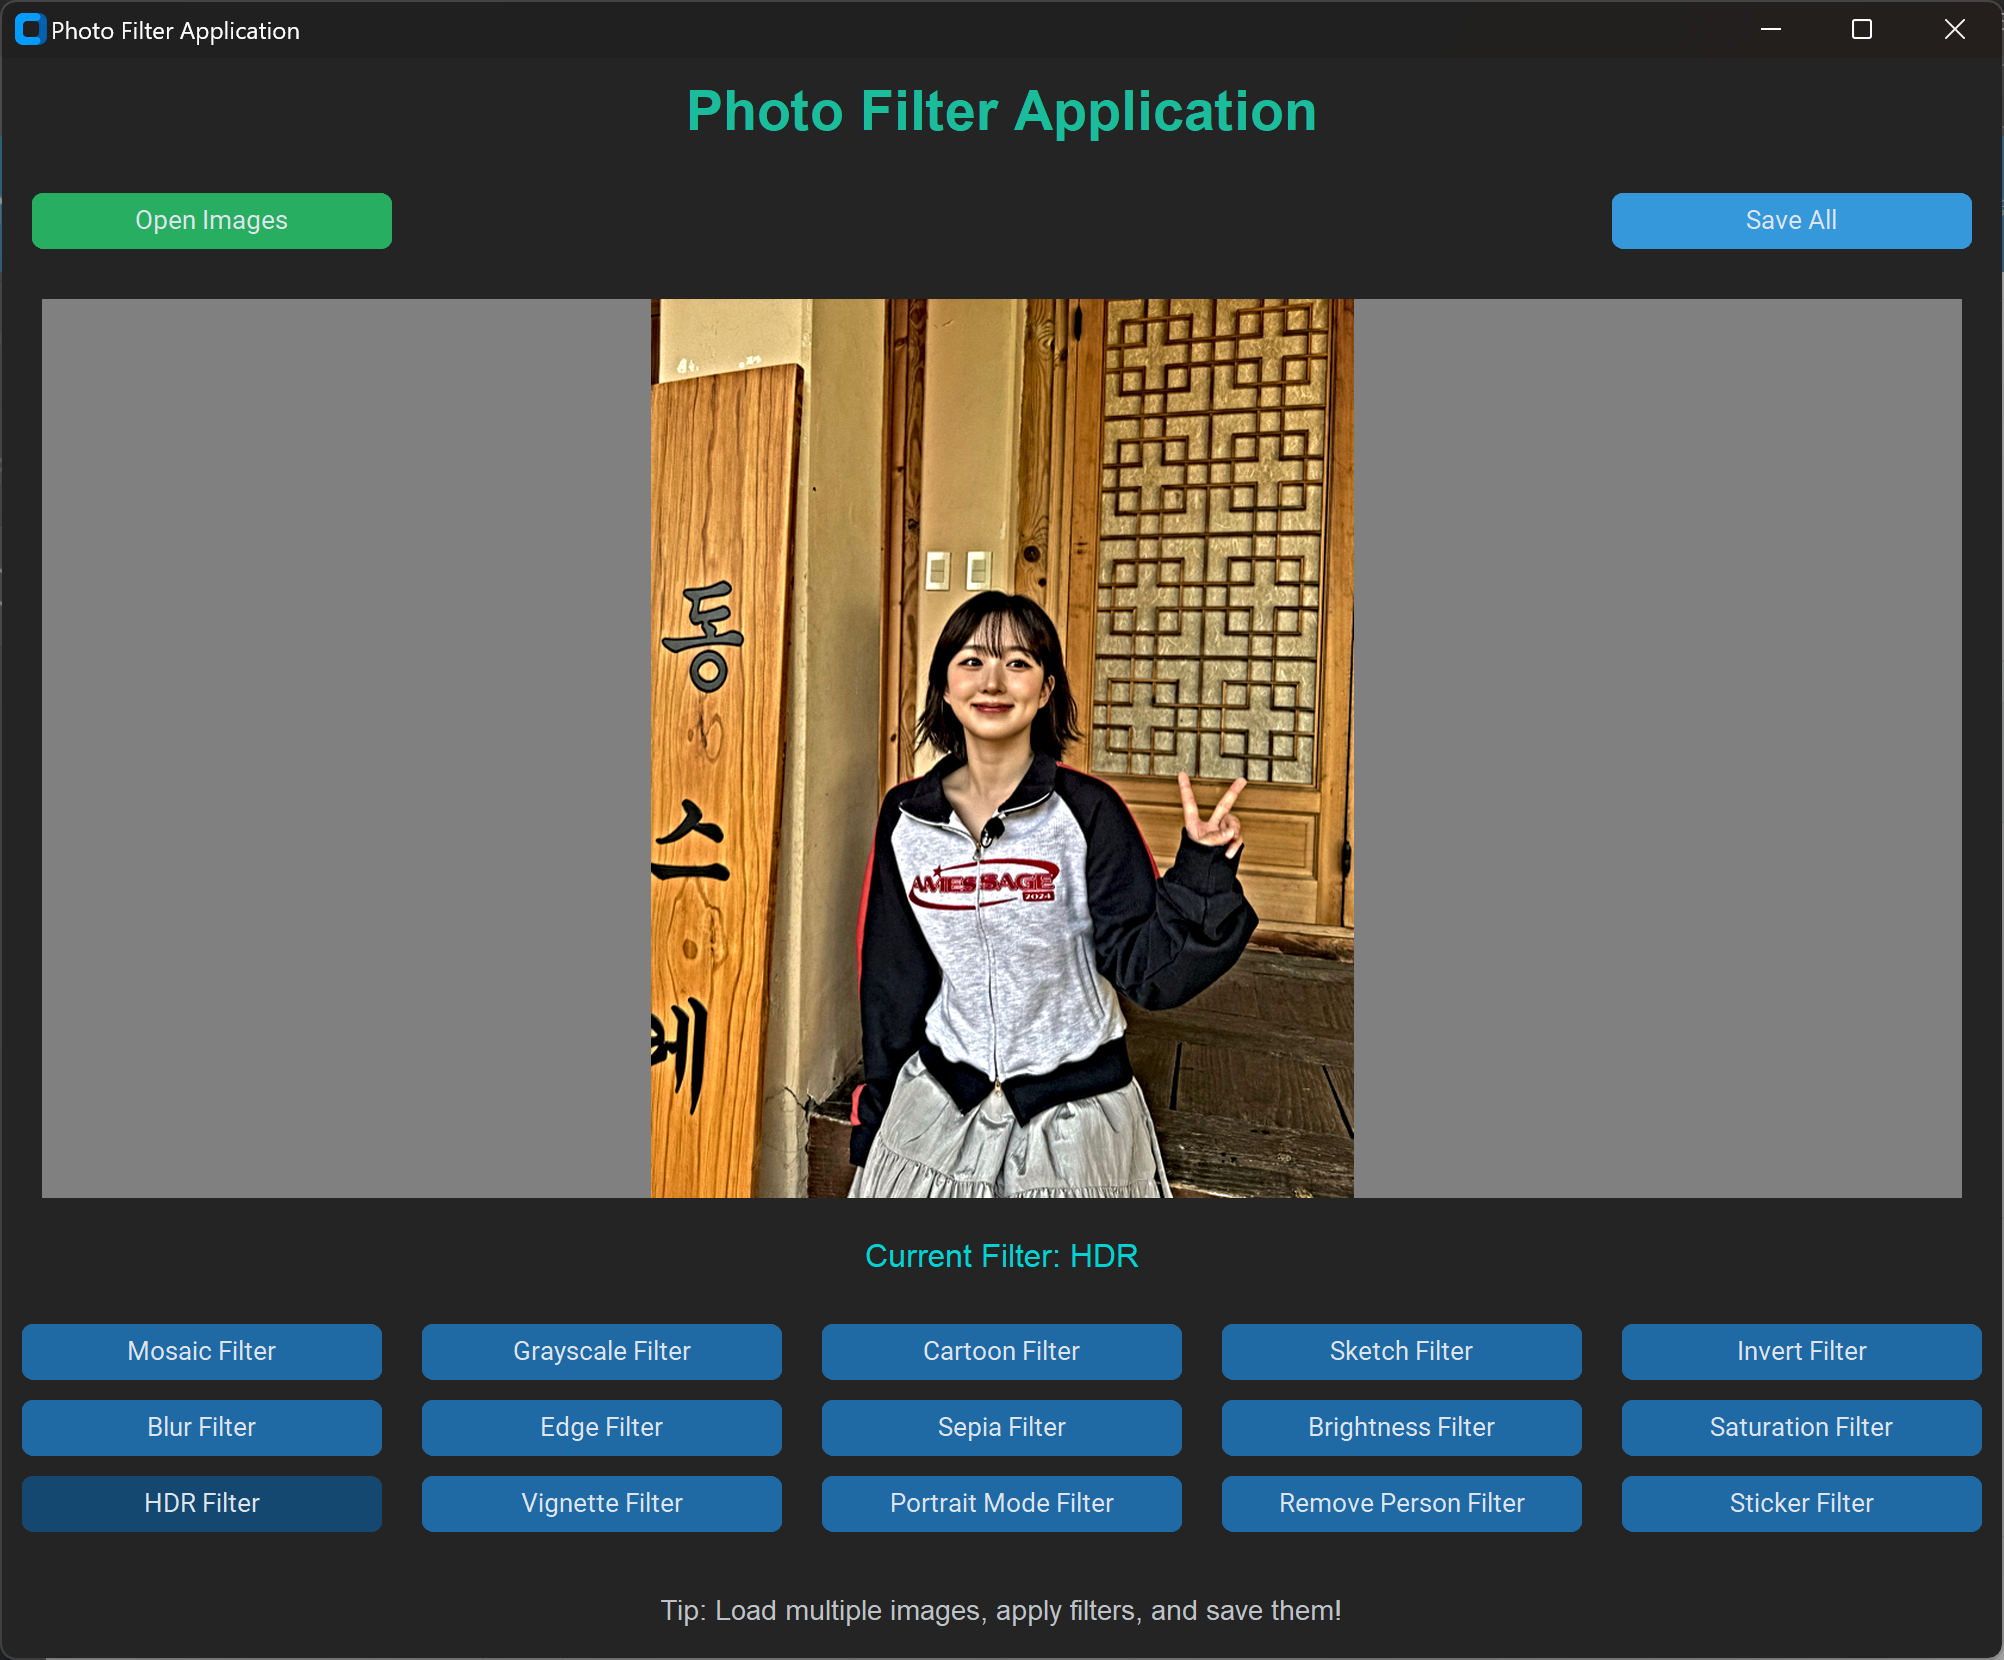 Photo Filter Application
Photo Filter Application
Open Images
Save All
동
스
예
AMESSAGE
2024
Current Filter: HDR
Mosaic Filter
Grayscale Filter
Cartoon Filter
Sketch Filter
Invert Filter
Blur Filter
Edge Filter
Sepia Filter
Brightness Filter
Saturation Filter
HDR Filter
Vignette Filter
Portrait Mode Filter
Remove Person Filter
Sticker Filter
Tip: Load multiple images, apply filters, and save them!